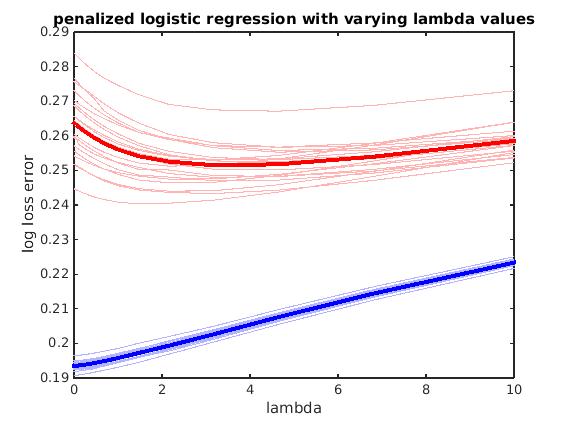 penalized logistic regression with varying lambda values
0.29
0.28
0.27
0.26
0.25
0.24
0.23
0.22
0.21
0.2
0.19
log loss error
0 2 4 6 8 10
lambda